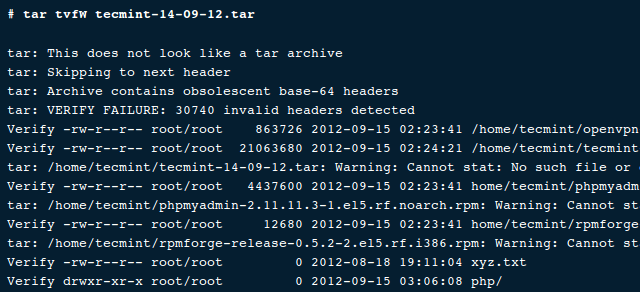 # tar tvfW tecmint-14-09-12.tar
tar: This does not look like a tar archive
tar: Skipping to next header
tar: Archive contains obsolescent base-64 headers
tar: VERIFY FAILURE: 30740 invalid headers detected
Verify -rw-r--r-- root/root    863726 2012-09-15 02:23:41 /home/tecmint/openvpn
Verify -rw-r--r-- root/root  21063680 2012-09-15 02:24:21 /home/tecmint/tecmint
tar: /home/tecmint/tecmint-14-09-12.tar: Warning: Cannot stat: No such file or
Verify -rw-r--r-- root/root   4437600 2012-09-15 02:23:41 home/tecmint/phpmyadm
tar: /home/tecmint/phpmyadmin-2.11.11.3-1.el5.rf.noarch.rpm: Warning: Cannot st
Verify -rw-r--r-- root/root     12680 2012-09-15 02:23:41 home/tecmint/rpmforge
tar: /home/tecmint/rpmforge-release-0.5.2-2.el5.rf.i386.rpm: Warning: Cannot st
Verify -rw-r--r-- root/root         0 2012-08-18 19:11:04 xyz.txt
Verify drwxr-xr-x root/root         0 2012-09-15 03:06:08 php/